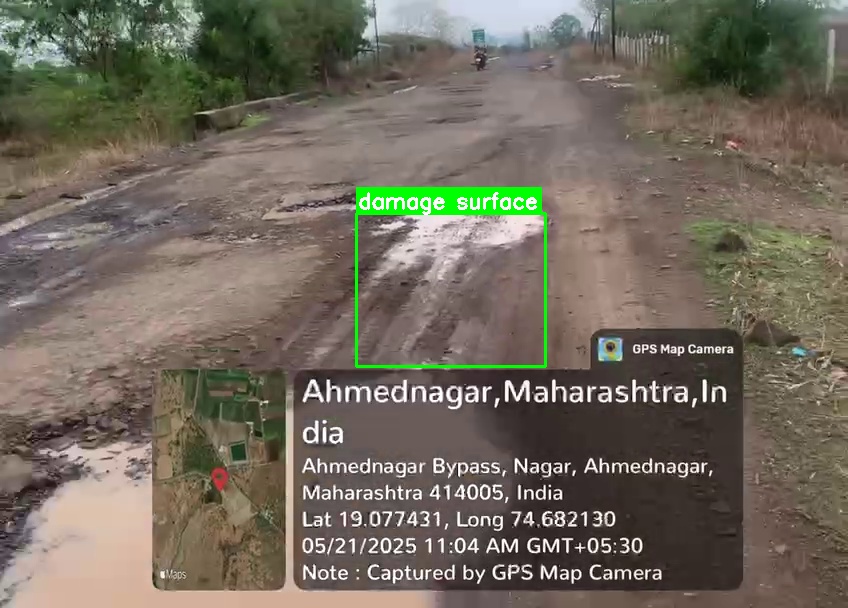 damage surface
GPS Map Camera
Ahmednagar,Maharashtra,In
dia
Ahmednagar Bypass, Nagar, Ahmednagar,
Maharashtra 414005, India
Lat 19.077431, Long 74.682130
05/21/2025 11:04 AM GMT+05:30
Note : Captured by GPS Map Camera
Maps